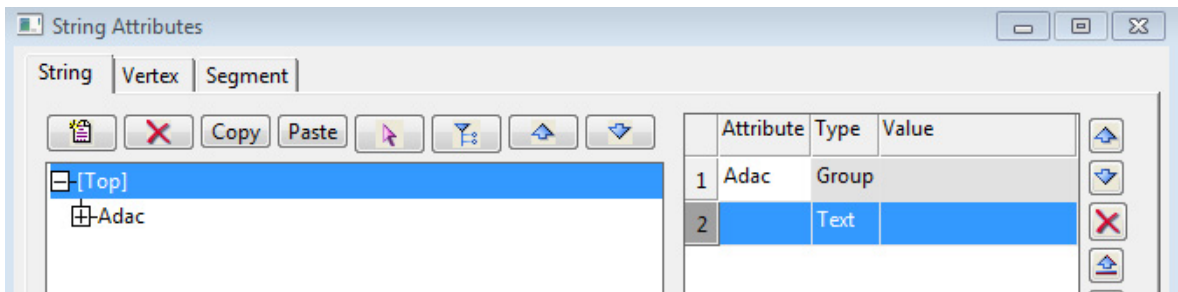 String Attributes
String Vertex Segment
Copy Paste
Attribute Type Value
[Top]
1 Adac Group
Adac
2 Text